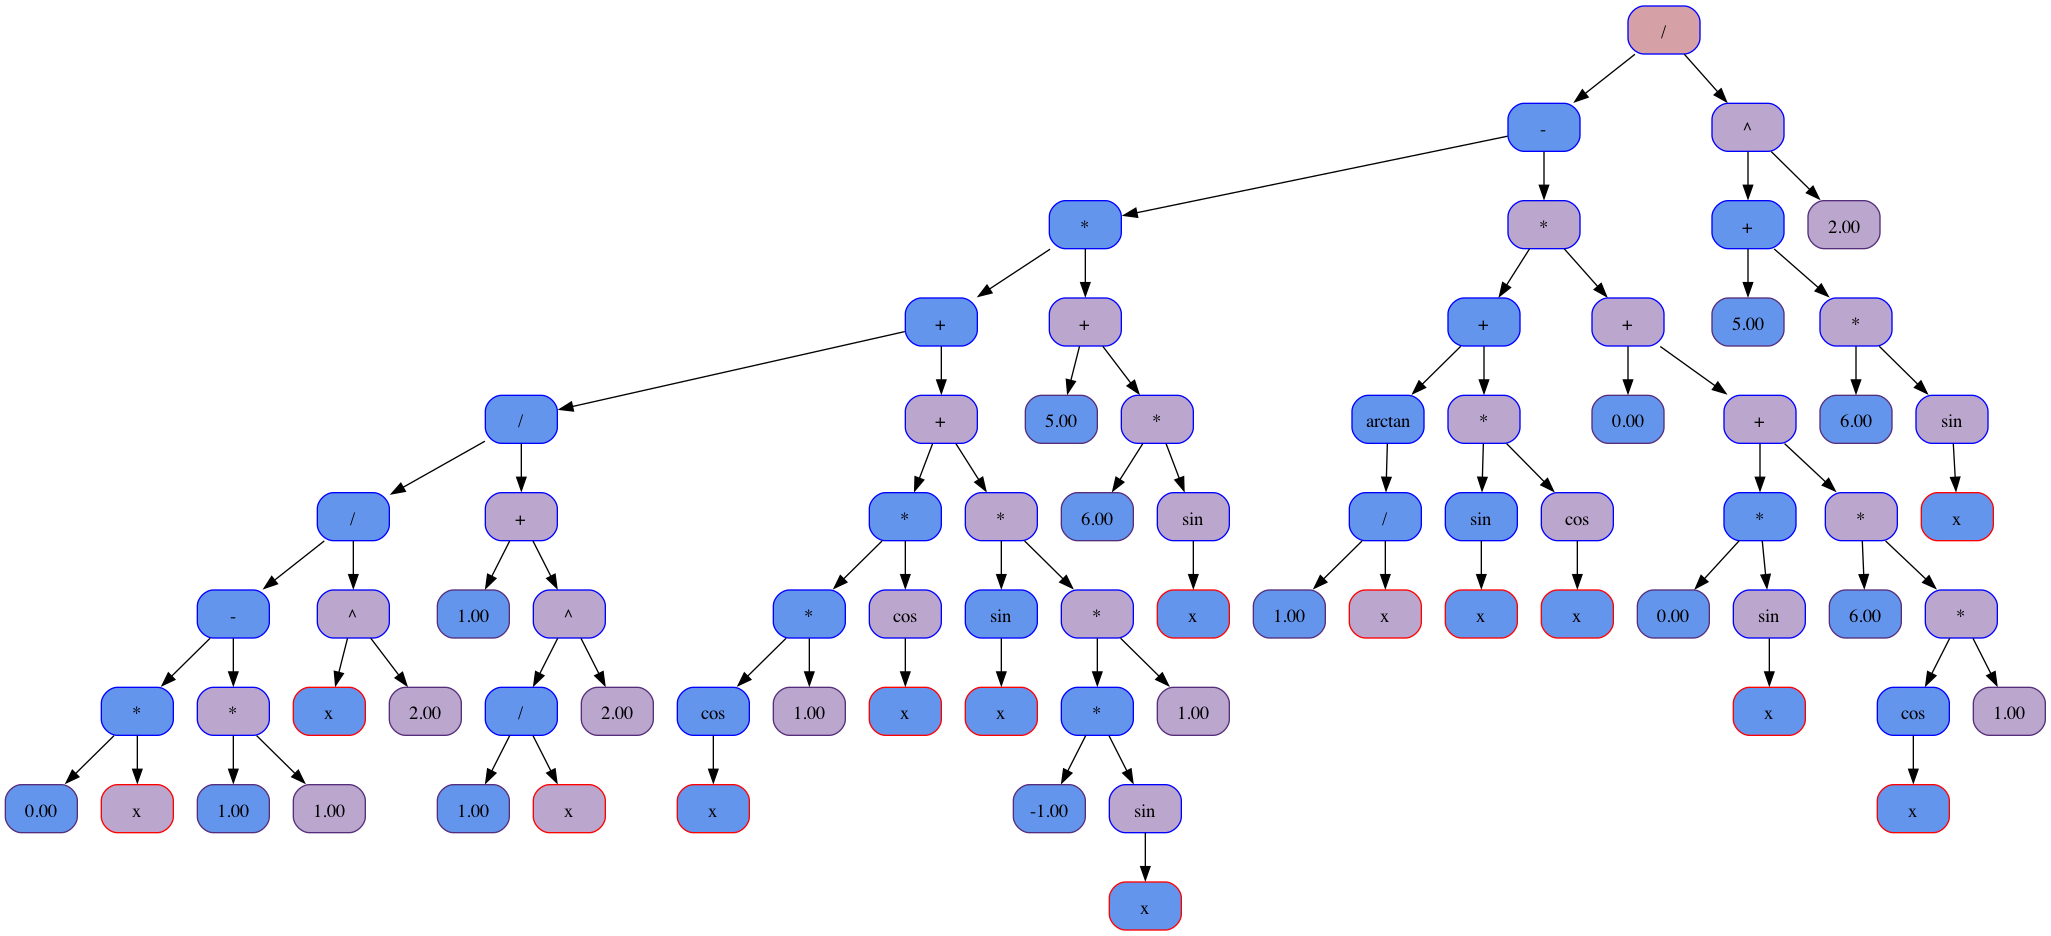 /
- ^
* * + 2.00
+ + + + 5.00 *
/ + 5.00 * arctan * 0.00 + 6.00 sin
/ + * * 6.00 sin / sin cos * * x
- ^ 1.00 ^ * cos sin * x 1.00 x x x 0.00 sin 6.00 *
* * x 2.00 / 2.00 cos 1.00 x x * 1.00 x cos 1.00
0.00 x 1.00 1.00 1.00 x x -1.00 sin x
x